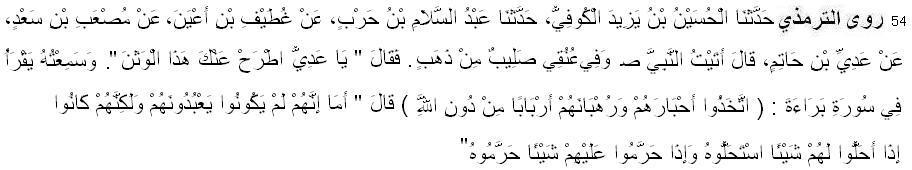 54 روى الترمذي حَدَّثَنَا الْحُسَيْنُ بْنُ يَزِيدَ الْكُوفِيُّ، حَدَّثَنَا عَبْدُ السَّلاَمِ بْنُ حَرْبٍ، عَنْ غُطَيْفِ بْنِ أَعْيَنَ، عَنْ مُصْعَبِ بْنِ سَعْدٍ،
عَنْ عَدِيِّ بْنِ حَاتِمٍ، قَالَ أَتَيْتُ النَّبِيَّ ص وَفِي عُنُقِي صَلِيبٌ مِنْ ذَهَبٍ . فَقَالَ " يَا عَدِيُّ اطْرَحْ عَنْكَ هَذَا الْوَثَنَ". وَسَمِعْتُهُ يَقْرَأُ
فِي سُورَةِ بَرَاءَةَ : ( اتَّخَذُوا أَحْبَارَهُمْ وَرُهْبَانَهُمْ أَرْبَابًا مِنْ دُونِ اللَّهِ ) قَالَ " أَمَا إِنَّهُمْ لَمْ يَكُونُوا يَعْبُدُونَهُمْ وَلَكِنَّهُمْ كَانُوا
إِذَا أَحَلُّوا لَهُمْ شَيْئًا اسْتَحَلُّوهُ وَإِذَا حَرَّمُوا عَلَيْهِمْ شَيْئًا حَرَّمُوهُ"